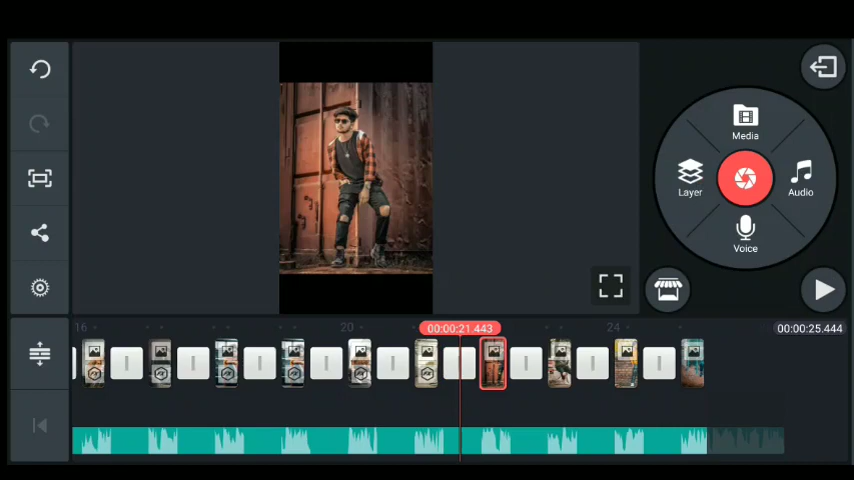 Media
Layer
Audio
Voice
16
20
00:00:21.443
24
00:00:25.444